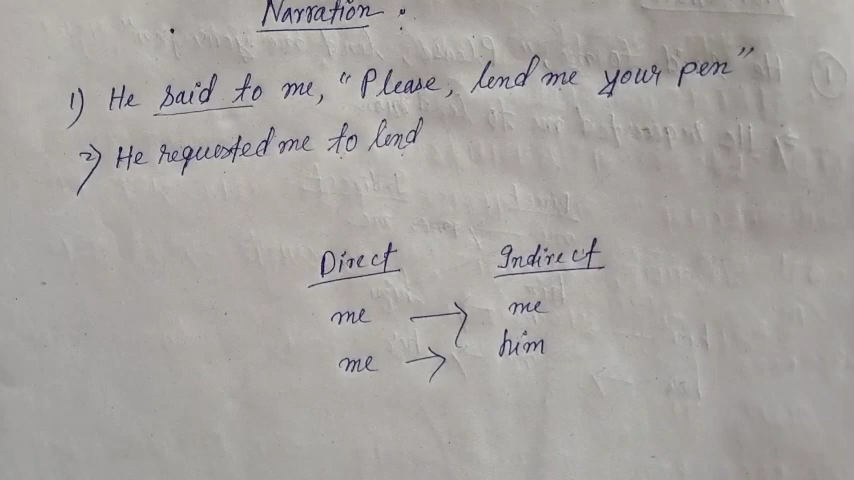 Narration :
1) He said to me, "Please, lend me your pen"
2) He requested me to lend
Direct Indirect
me → me
me → him